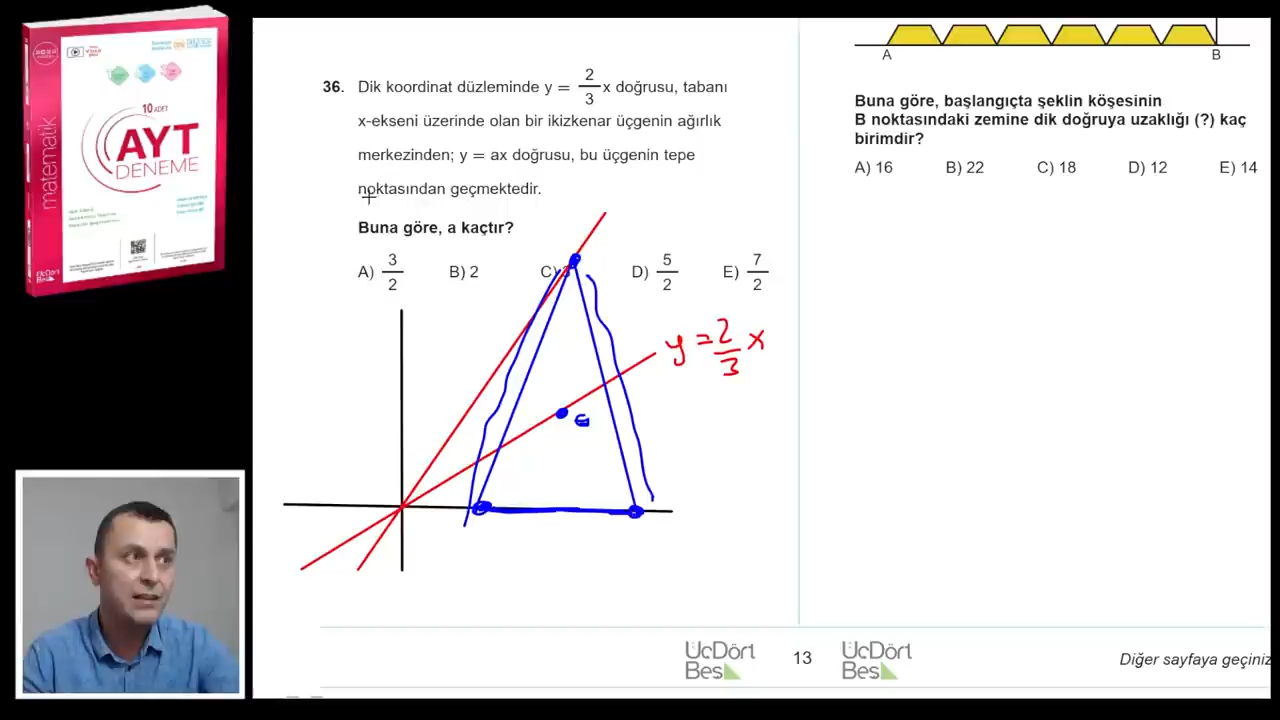 10 ADET
AYT
DENEME
matematik
ÜçDört
Beş
36. Dik koordinat düzleminde y = 2/3 x doğrusu, tabanı
x-ekseni üzerinde olan bir ikizkenar üçgenin ağırlık
merkezinden; y = ax doğrusu, bu üçgenin tepe
noktasından geçmektedir.
Buna göre, a kaçtır?
A) 3/2 B) 2 C) 3 D) 5/2 E) 7/2
y = 2/3 x
G
A B
Buna göre, başlangıçta şeklin köşesinin
B noktasındaki zemine dik doğruya uzaklığı (?) kaç
birimdir?
A) 16 B) 22 C) 18 D) 12 E) 14
ÜçDört
Beş
13
ÜçDört
Beş
Diğer sayfaya geçiniz